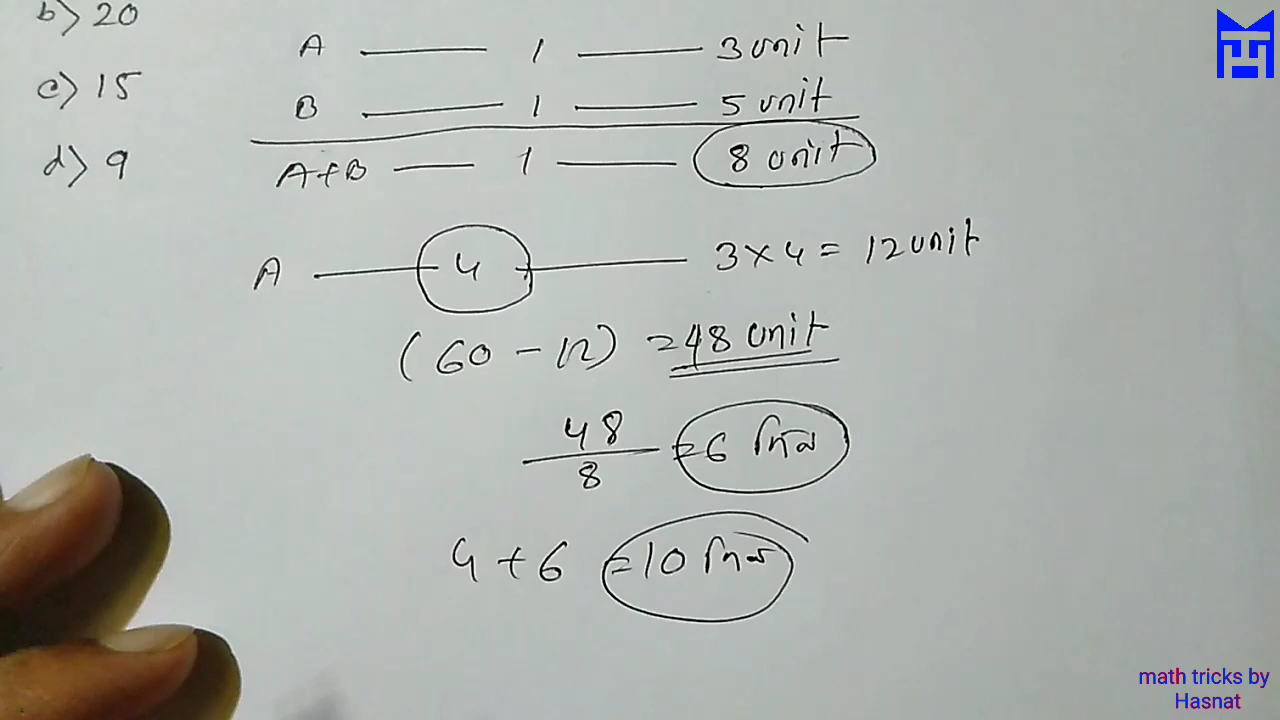 b) 20
c) 15
d) 9
A — 1 — 3 unit
B — 1 — 5 unit
A+B — 1 — 8 unit
A — 4 — 3 × 4 = 12 unit
(60 - 12) = 48 unit
48
8
= 6 দিন
4 + 6 = 10 দিন
math tricks by
Hasnat